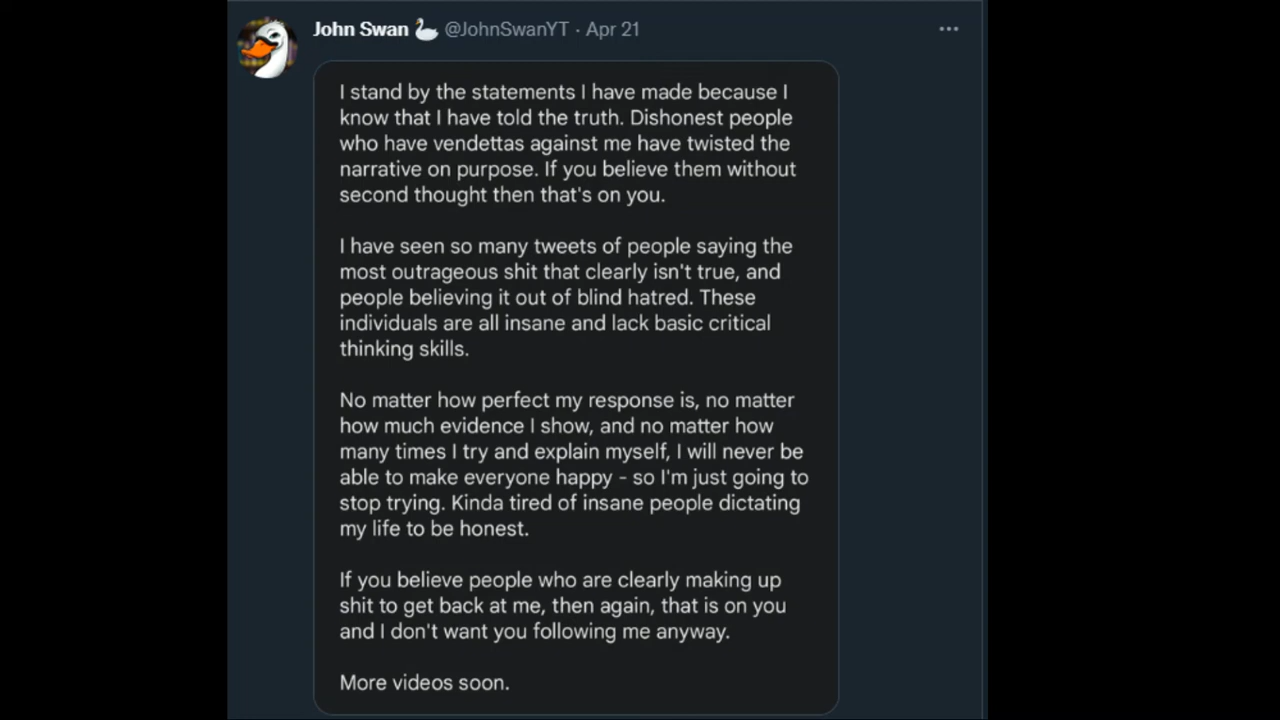 John Swan 🦢 @JohnSwanYT · Apr 21
I stand by the statements I have made because I
know that I have told the truth. Dishonest people
who have vendettas against me have twisted the
narrative on purpose. If you believe them without
second thought then that's on you.
I have seen so many tweets of people saying the
most outrageous shit that clearly isn't true, and
people believing it out of blind hatred. These
individuals are all insane and lack basic critical
thinking skills.
No matter how perfect my response is, no matter
how much evidence I show, and no matter how
many times I try and explain myself, I will never be
able to make everyone happy - so I'm just going to
stop trying. Kinda tired of insane people dictating
my life to be honest.
If you believe people who are clearly making up
shit to get back at me, then again, that is on you
and I don't want you following me anyway.
More videos soon.